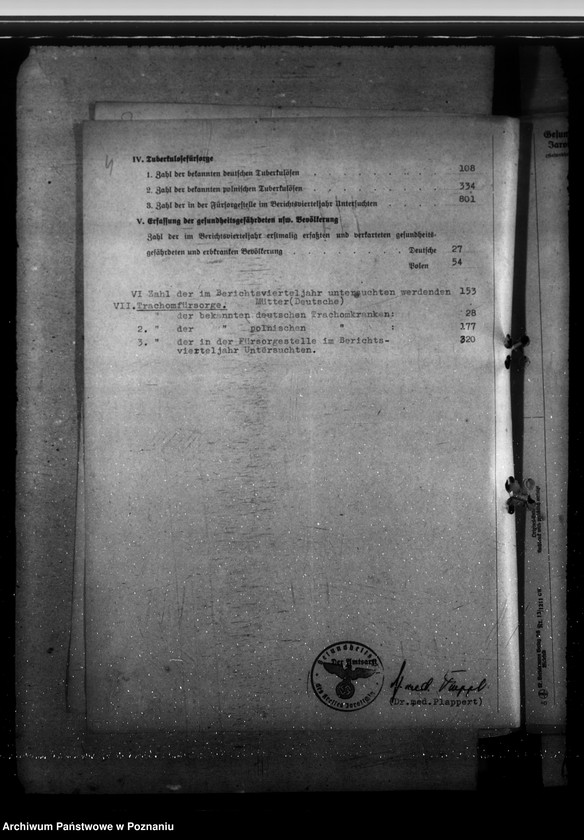 IV. Tuberkulosefürsorge
1. Zahl der bekannten deutschen Tuberkulösen . . . . . . . 108
2. Zahl der bekannten polnischen Tuberkulösen . . . . . . . 334
3. Zahl der in der Fürsorgestelle im Berichtsvierteljahr Untersuchten . . . . 801
V. Erfassung der gesundheitsgefährdeten usw. Bevölkerung
Zahl der im Berichtsvierteljahr erstmalig erfaßten und verkarteten gesundheits-
gefährdeten und erbkranken Bevölkerung . . . . . . Deutsche 27
Polen 54
VI Zahl der im Berichtsvierteljahr untersuchten werdenden 153
Mütter(Deutsche)
VII. Trachomfürsorge.
" der bekannten deutschen Trachomkranken: 28
2. " der " polnischen " : 177
3. " der in der Fürsorgestelle im Berichts- 320
vierteljahr Untersuchten.
Der Amtsarzt
(Dr.med.Plappert)
Archiwum Państwowe w Poznaniu